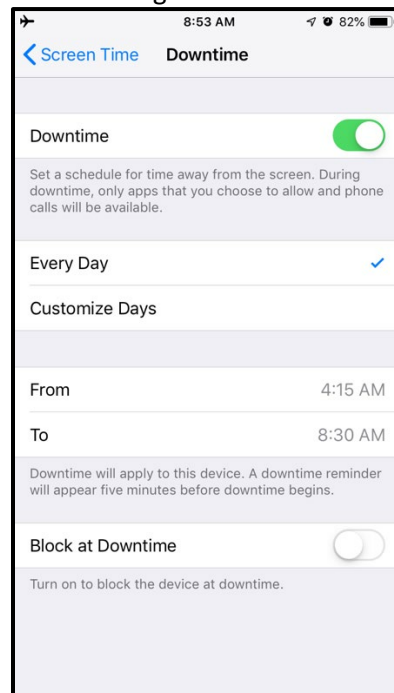 8:53 AM 82%
Screen Time Downtime
Downtime
Set a schedule for time away from the screen. During
downtime, only apps that you choose to allow and phone
calls will be available.
Every Day
Customize Days
From 4:15 AM
To 8:30 AM
Downtime will apply to this device. A downtime reminder
will appear five minutes before downtime begins.
Block at Downtime
Turn on to block the device at downtime.